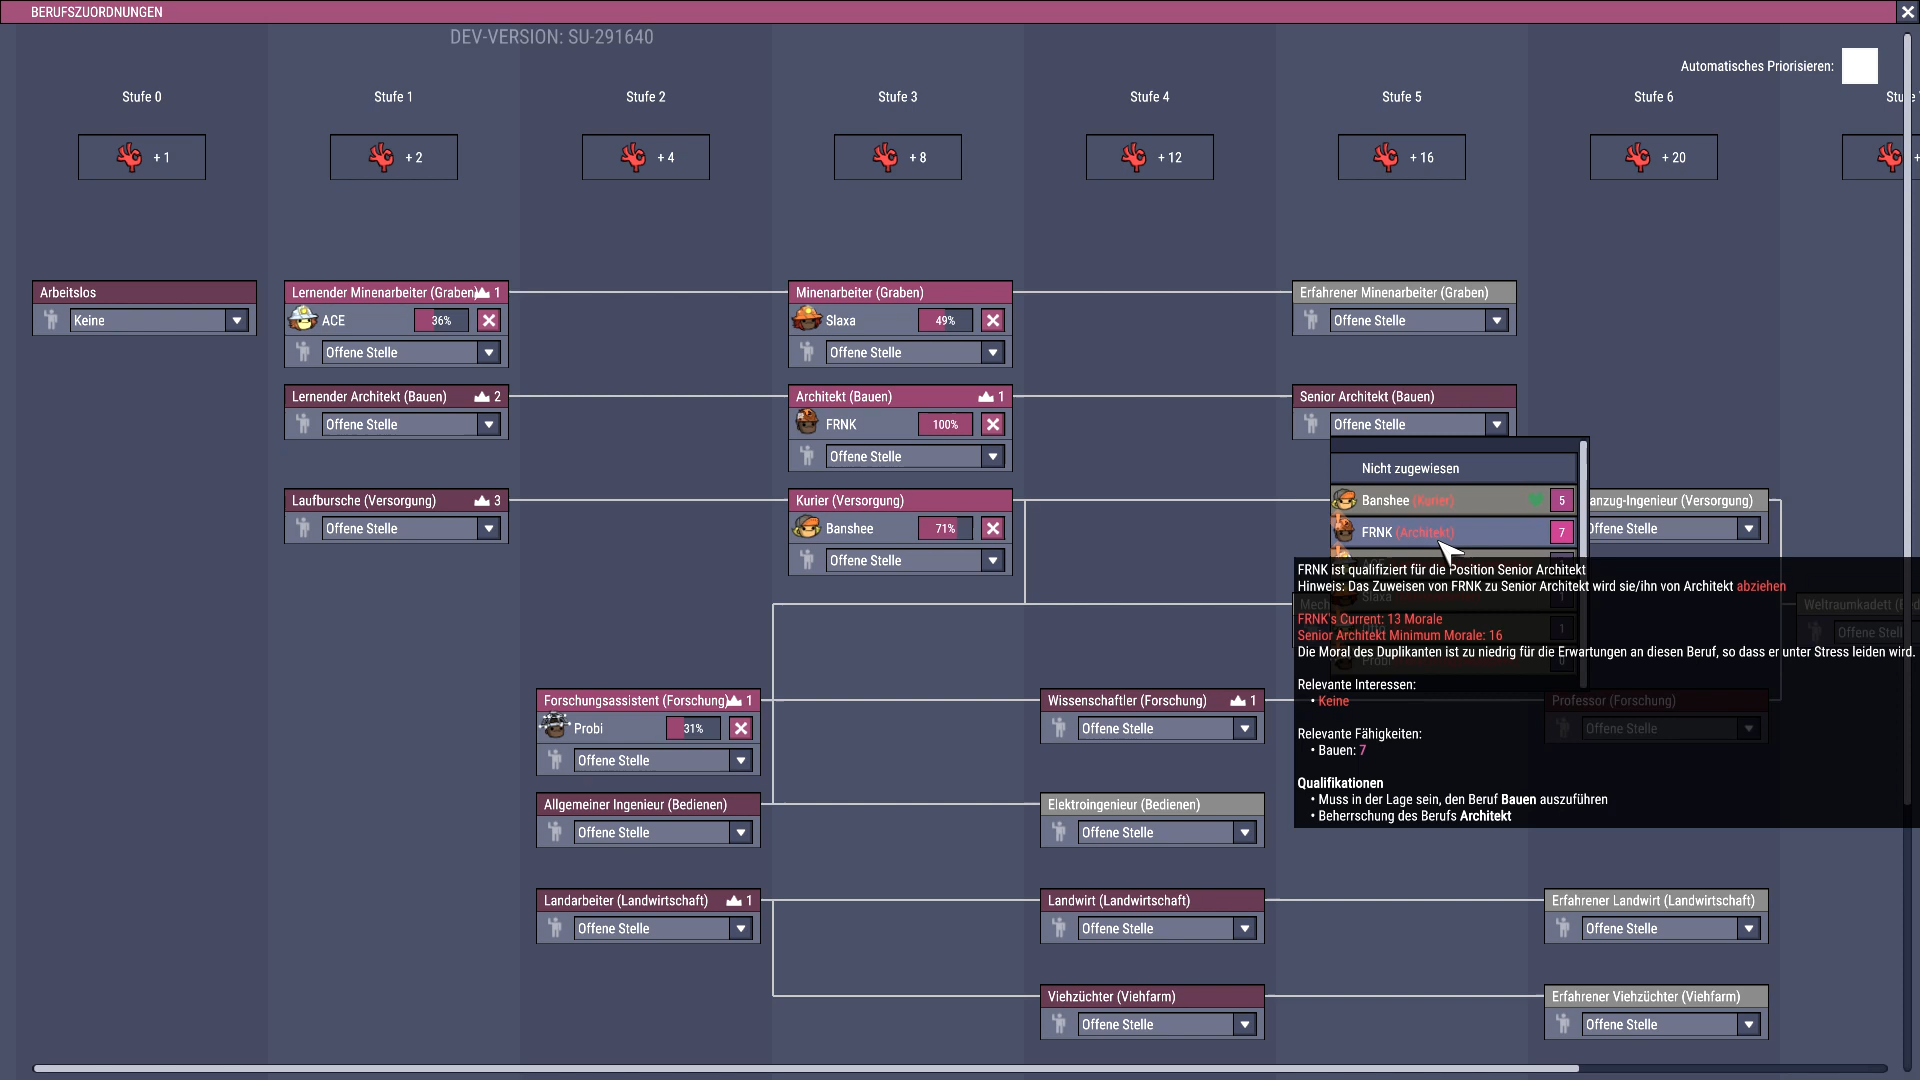 BERUFSZUORDNUNGEN
DEV-VERSION: SU-291640
Automatisches Priorisieren:
Stufe 0
Stufe 1
Stufe 2
Stufe 3
Stufe 4
Stufe 5
Stufe 6
+ 1
+ 2
+ 4
+ 8
+ 12
+ 16
+ 20
Arbeitslos
Keine
Lernender Minenarbeiter (Graben) 1
ACE 36%
Offene Stelle
Minenarbeiter (Graben)
Slaxa 49%
Offene Stelle
Erfahrener Minenarbeiter (Graben)
Offene Stelle
Lernender Architekt (Bauen) 2
Offene Stelle
Architekt (Bauen) 1
FRNK 100%
Offene Stelle
Senior Architekt (Bauen)
Offene Stelle
Nicht zugewiesen
Banshee (Kurier) 5
FRNK (Architekt) 7
Slaxa 1
Otto 1
Probi 0
Laufbursche (Versorgung) 3
Offene Stelle
Kurier (Versorgung)
Banshee 71%
Offene Stelle
anzug-Ingenieur (Versorgung)
Offene Stelle
Mech
Weltraumkadett
Offene Stell
FRNK ist qualifiziert für die Position Senior Architekt
Hinweis: Das Zuweisen von FRNK zu Senior Architekt wird sie/ihn von Architekt abziehen
FRNK's Current: 13 Morale
Senior Architekt Minimum Morale: 16
Die Moral des Duplikanten ist zu niedrig für die Erwartungen an diesen Beruf, so dass er unter Stress leiden wird.
Relevante Interessen:
• Keine
Relevante Fähigkeiten:
• Bauen: 7
Qualifikationen
• Muss in der Lage sein, den Beruf Bauen auszuführen
• Beherrschung des Berufs Architekt
Forschungsassistent (Forschung) 1
Probi 31%
Offene Stelle
Wissenschaftler (Forschung) 1
Offene Stelle
Professor (Forschung)
Offene Stelle
Allgemeiner Ingenieur (Bedienen)
Offene Stelle
Elektroingenieur (Bedienen)
Offene Stelle
Landarbeiter (Landwirtschaft) 1
Offene Stelle
Landwirt (Landwirtschaft)
Offene Stelle
Erfahrener Landwirt (Landwirtschaft)
Offene Stelle
Viehzüchter (Viehfarm)
Offene Stelle
Erfahrener Viehzüchter (Viehfarm)
Offene Stelle